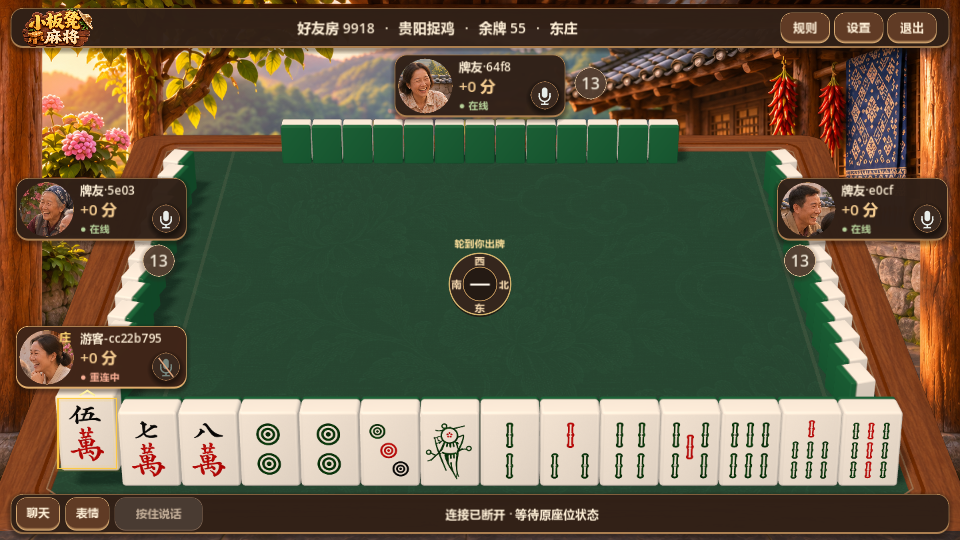 小板凳
麻将
好友房 9918 · 贵阳捉鸡 · 余牌 55 · 东庄
规则
设置
退出
牌友·64f8
+0 分
在线
13
牌友·5e03
+0 分
在线
13
牌友·e0cf
+0 分
在线
13
轮到你出牌
西
南
北
东
庄
游客-cc22b795
+0 分
重连中
伍
萬
七
萬
八
萬
聊天
表情
按住说话
连接已断开 · 等待原座位状态